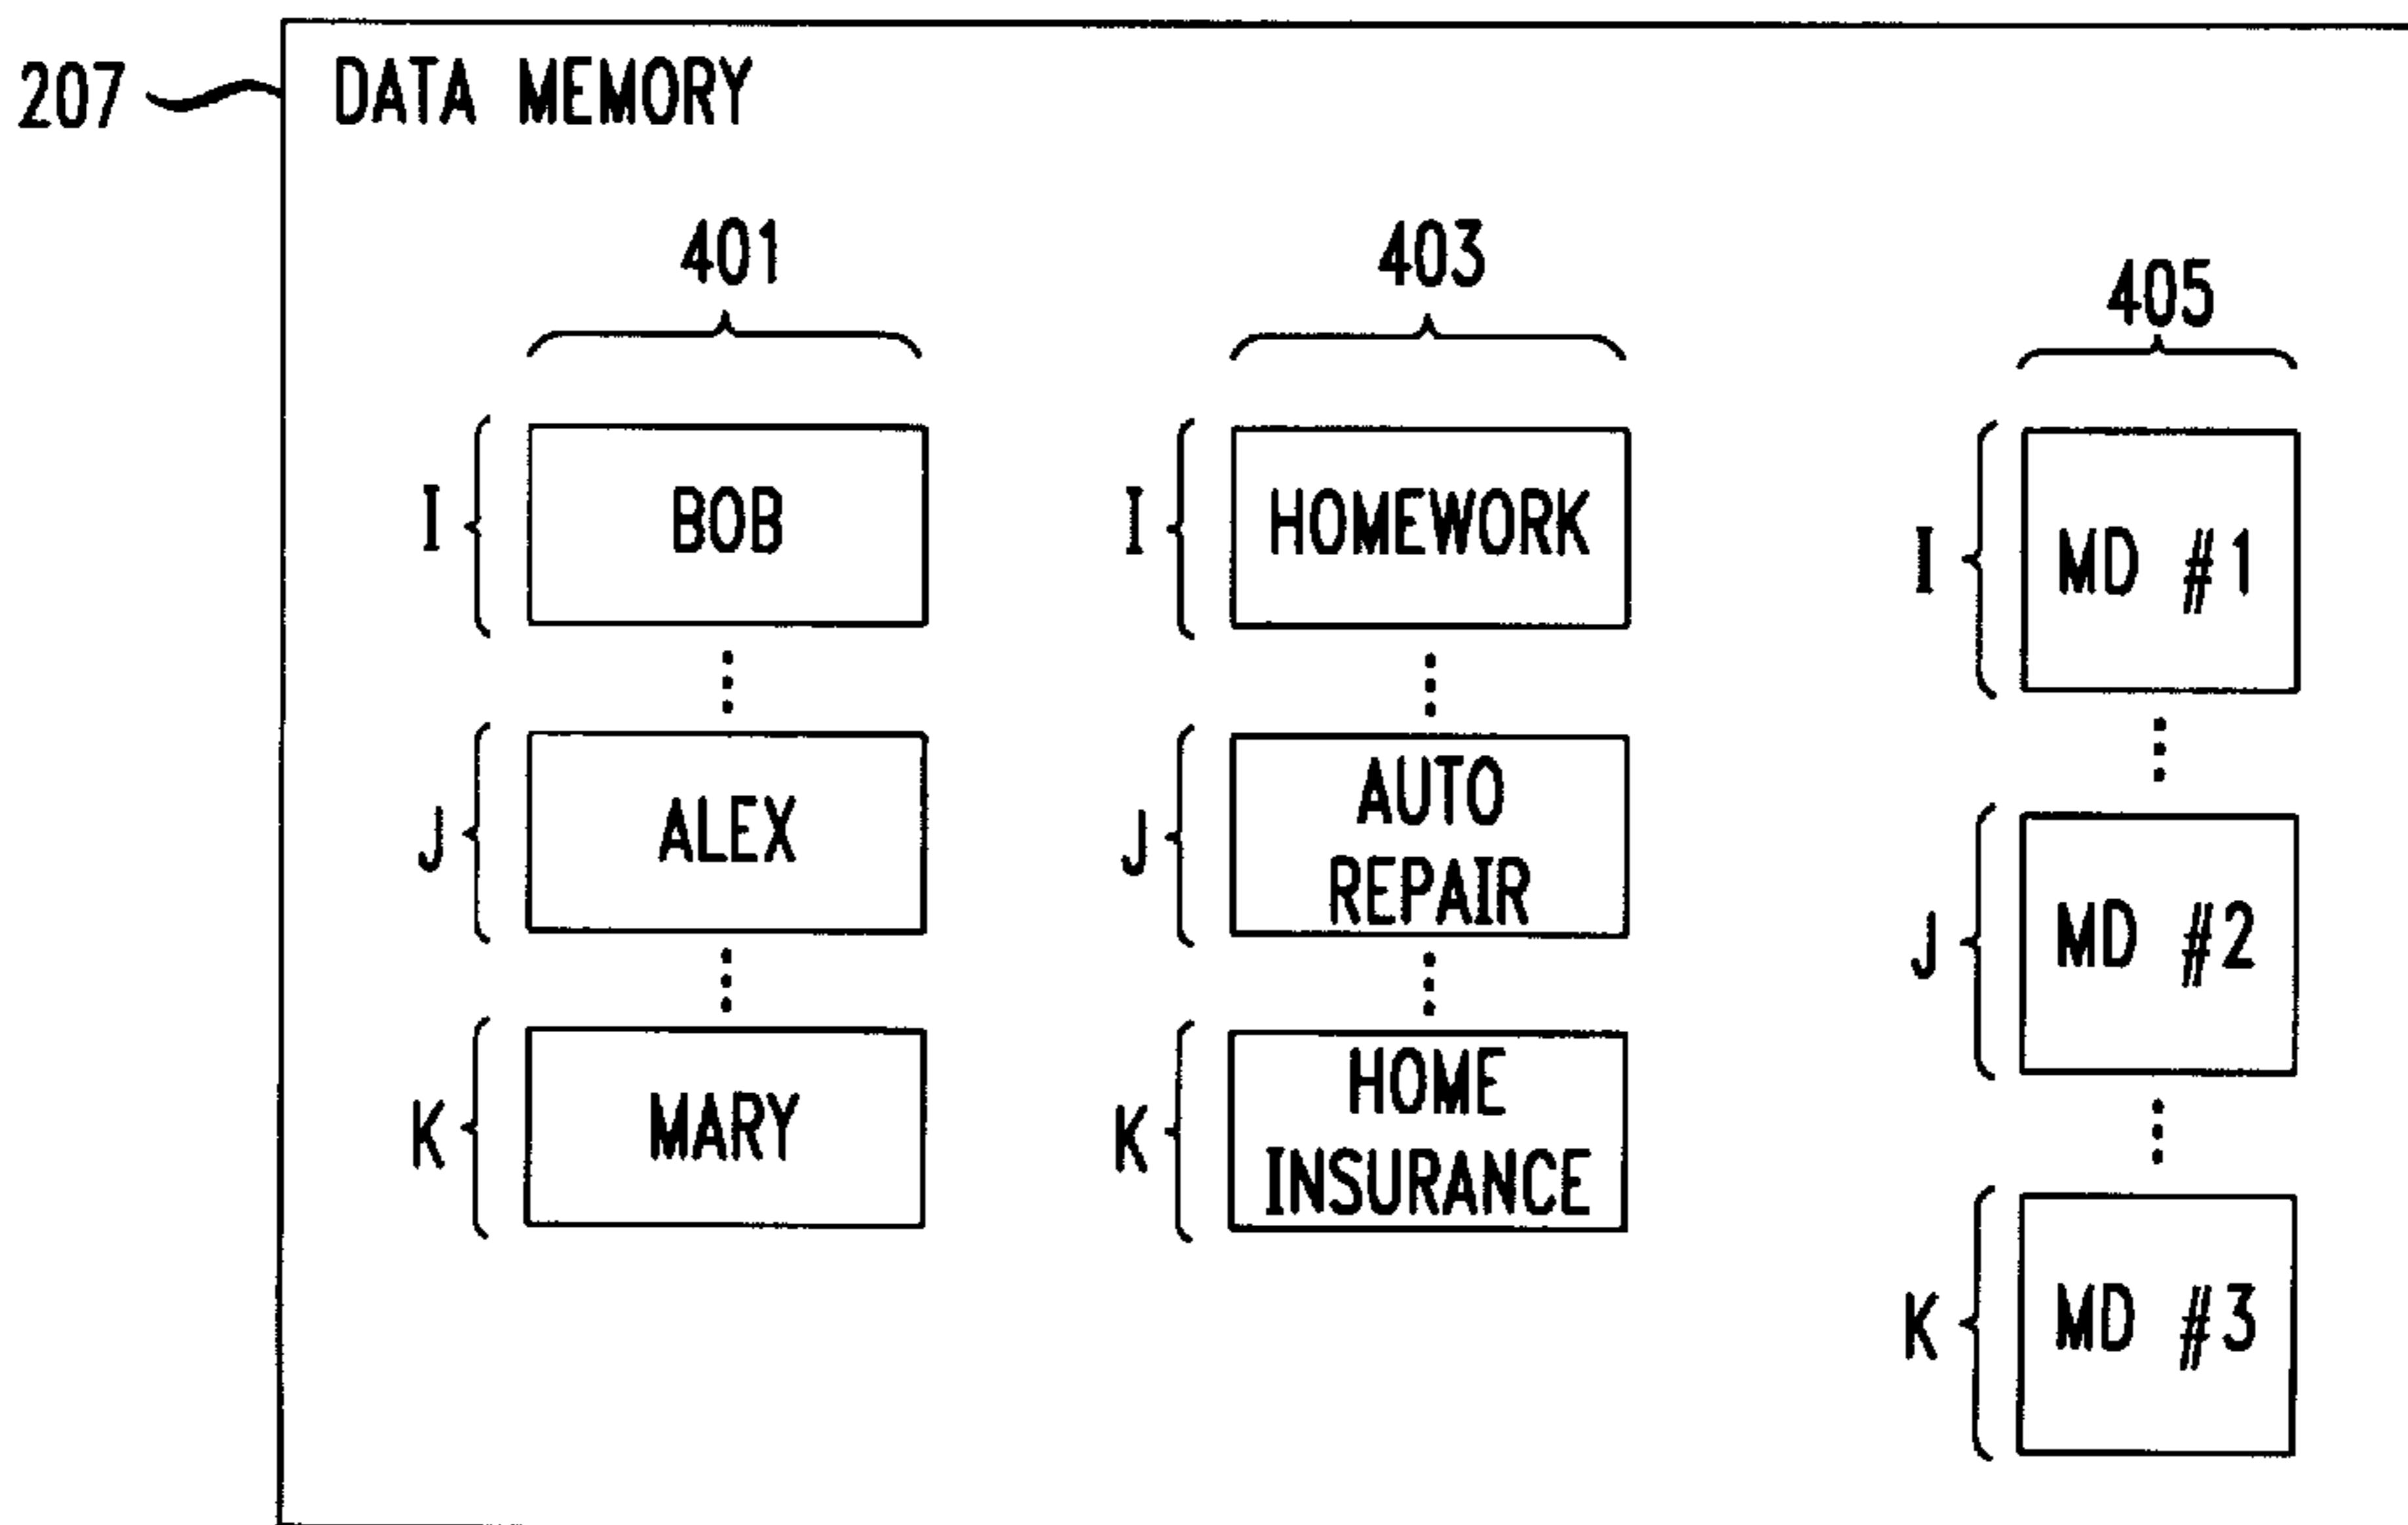 207
DATA MEMORY
401
403
405
I
BOB
I
HOMEWORK
I
MD #1
J
ALEX
J
AUTO
REPAIR
J
MD #2
K
MARY
K
HOME
INSURANCE
K
MD #3